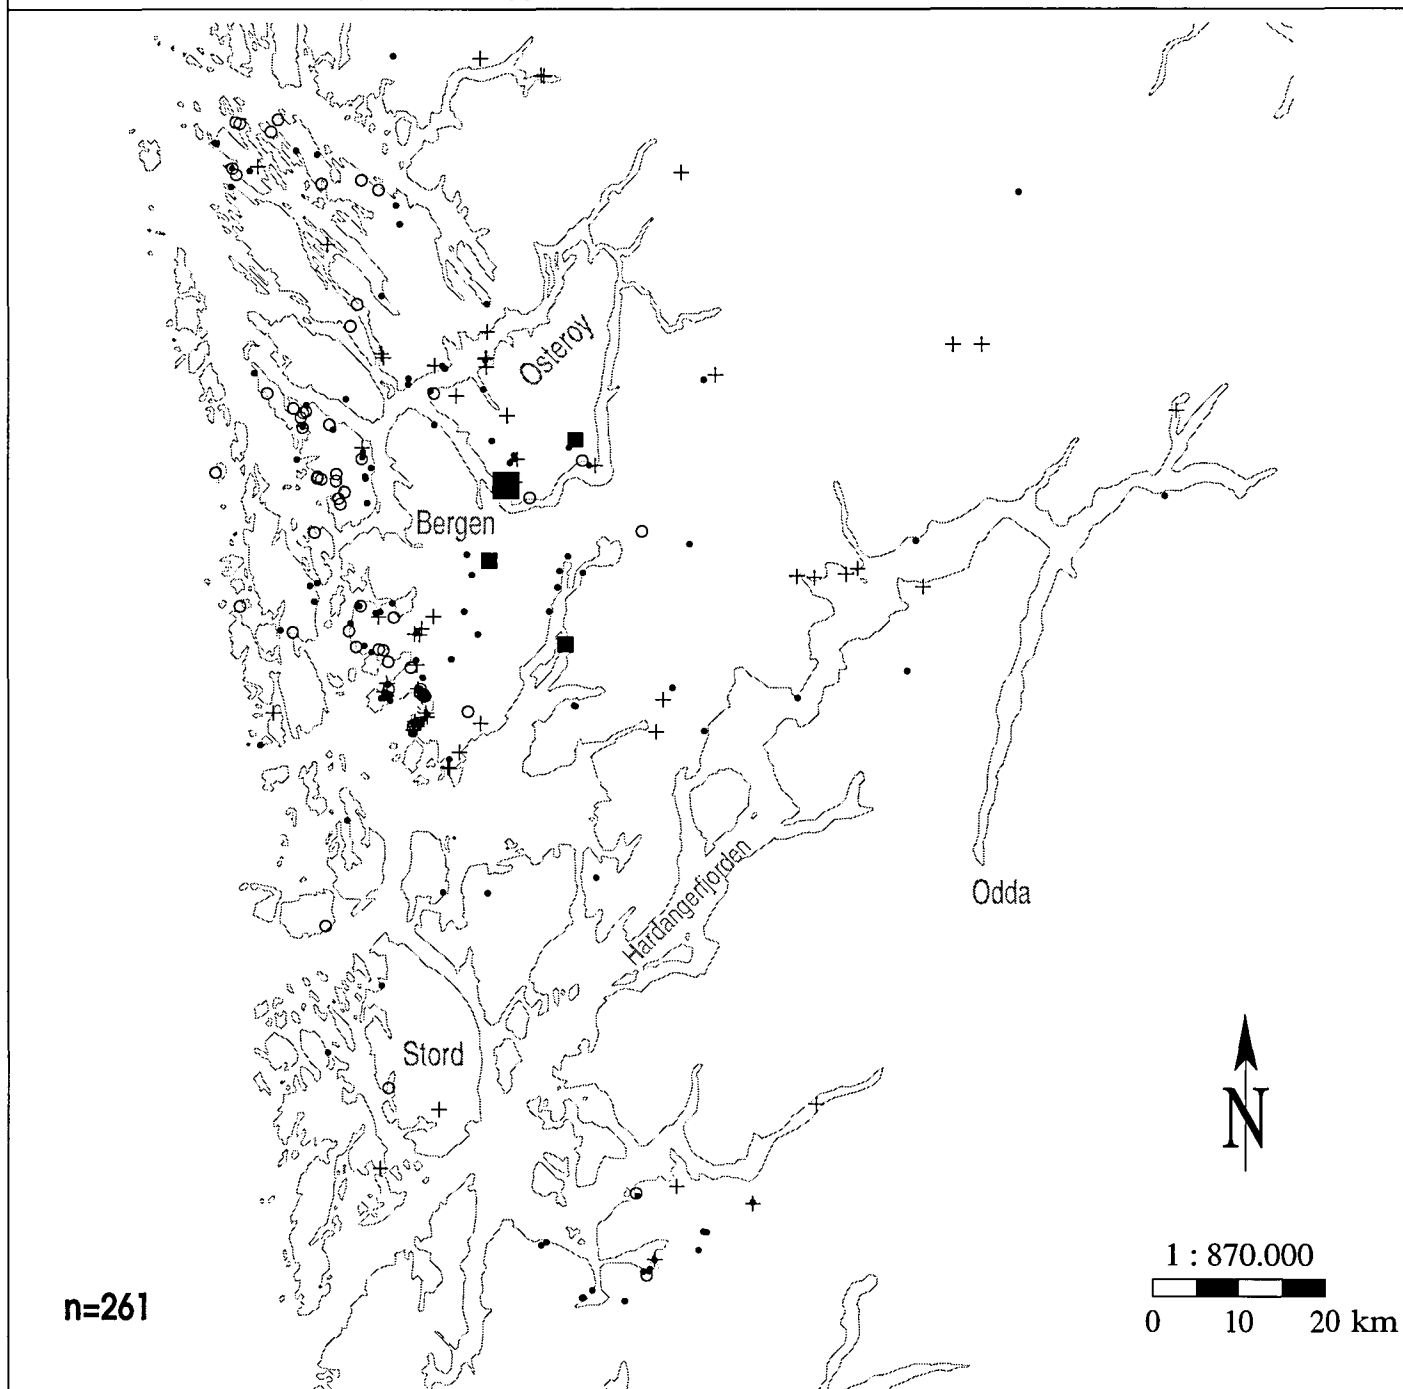 Osteroy
Bergen
Hardangerfjorden
Odda
Stord
N
1 : 870.000
n=261
0 10 20 km